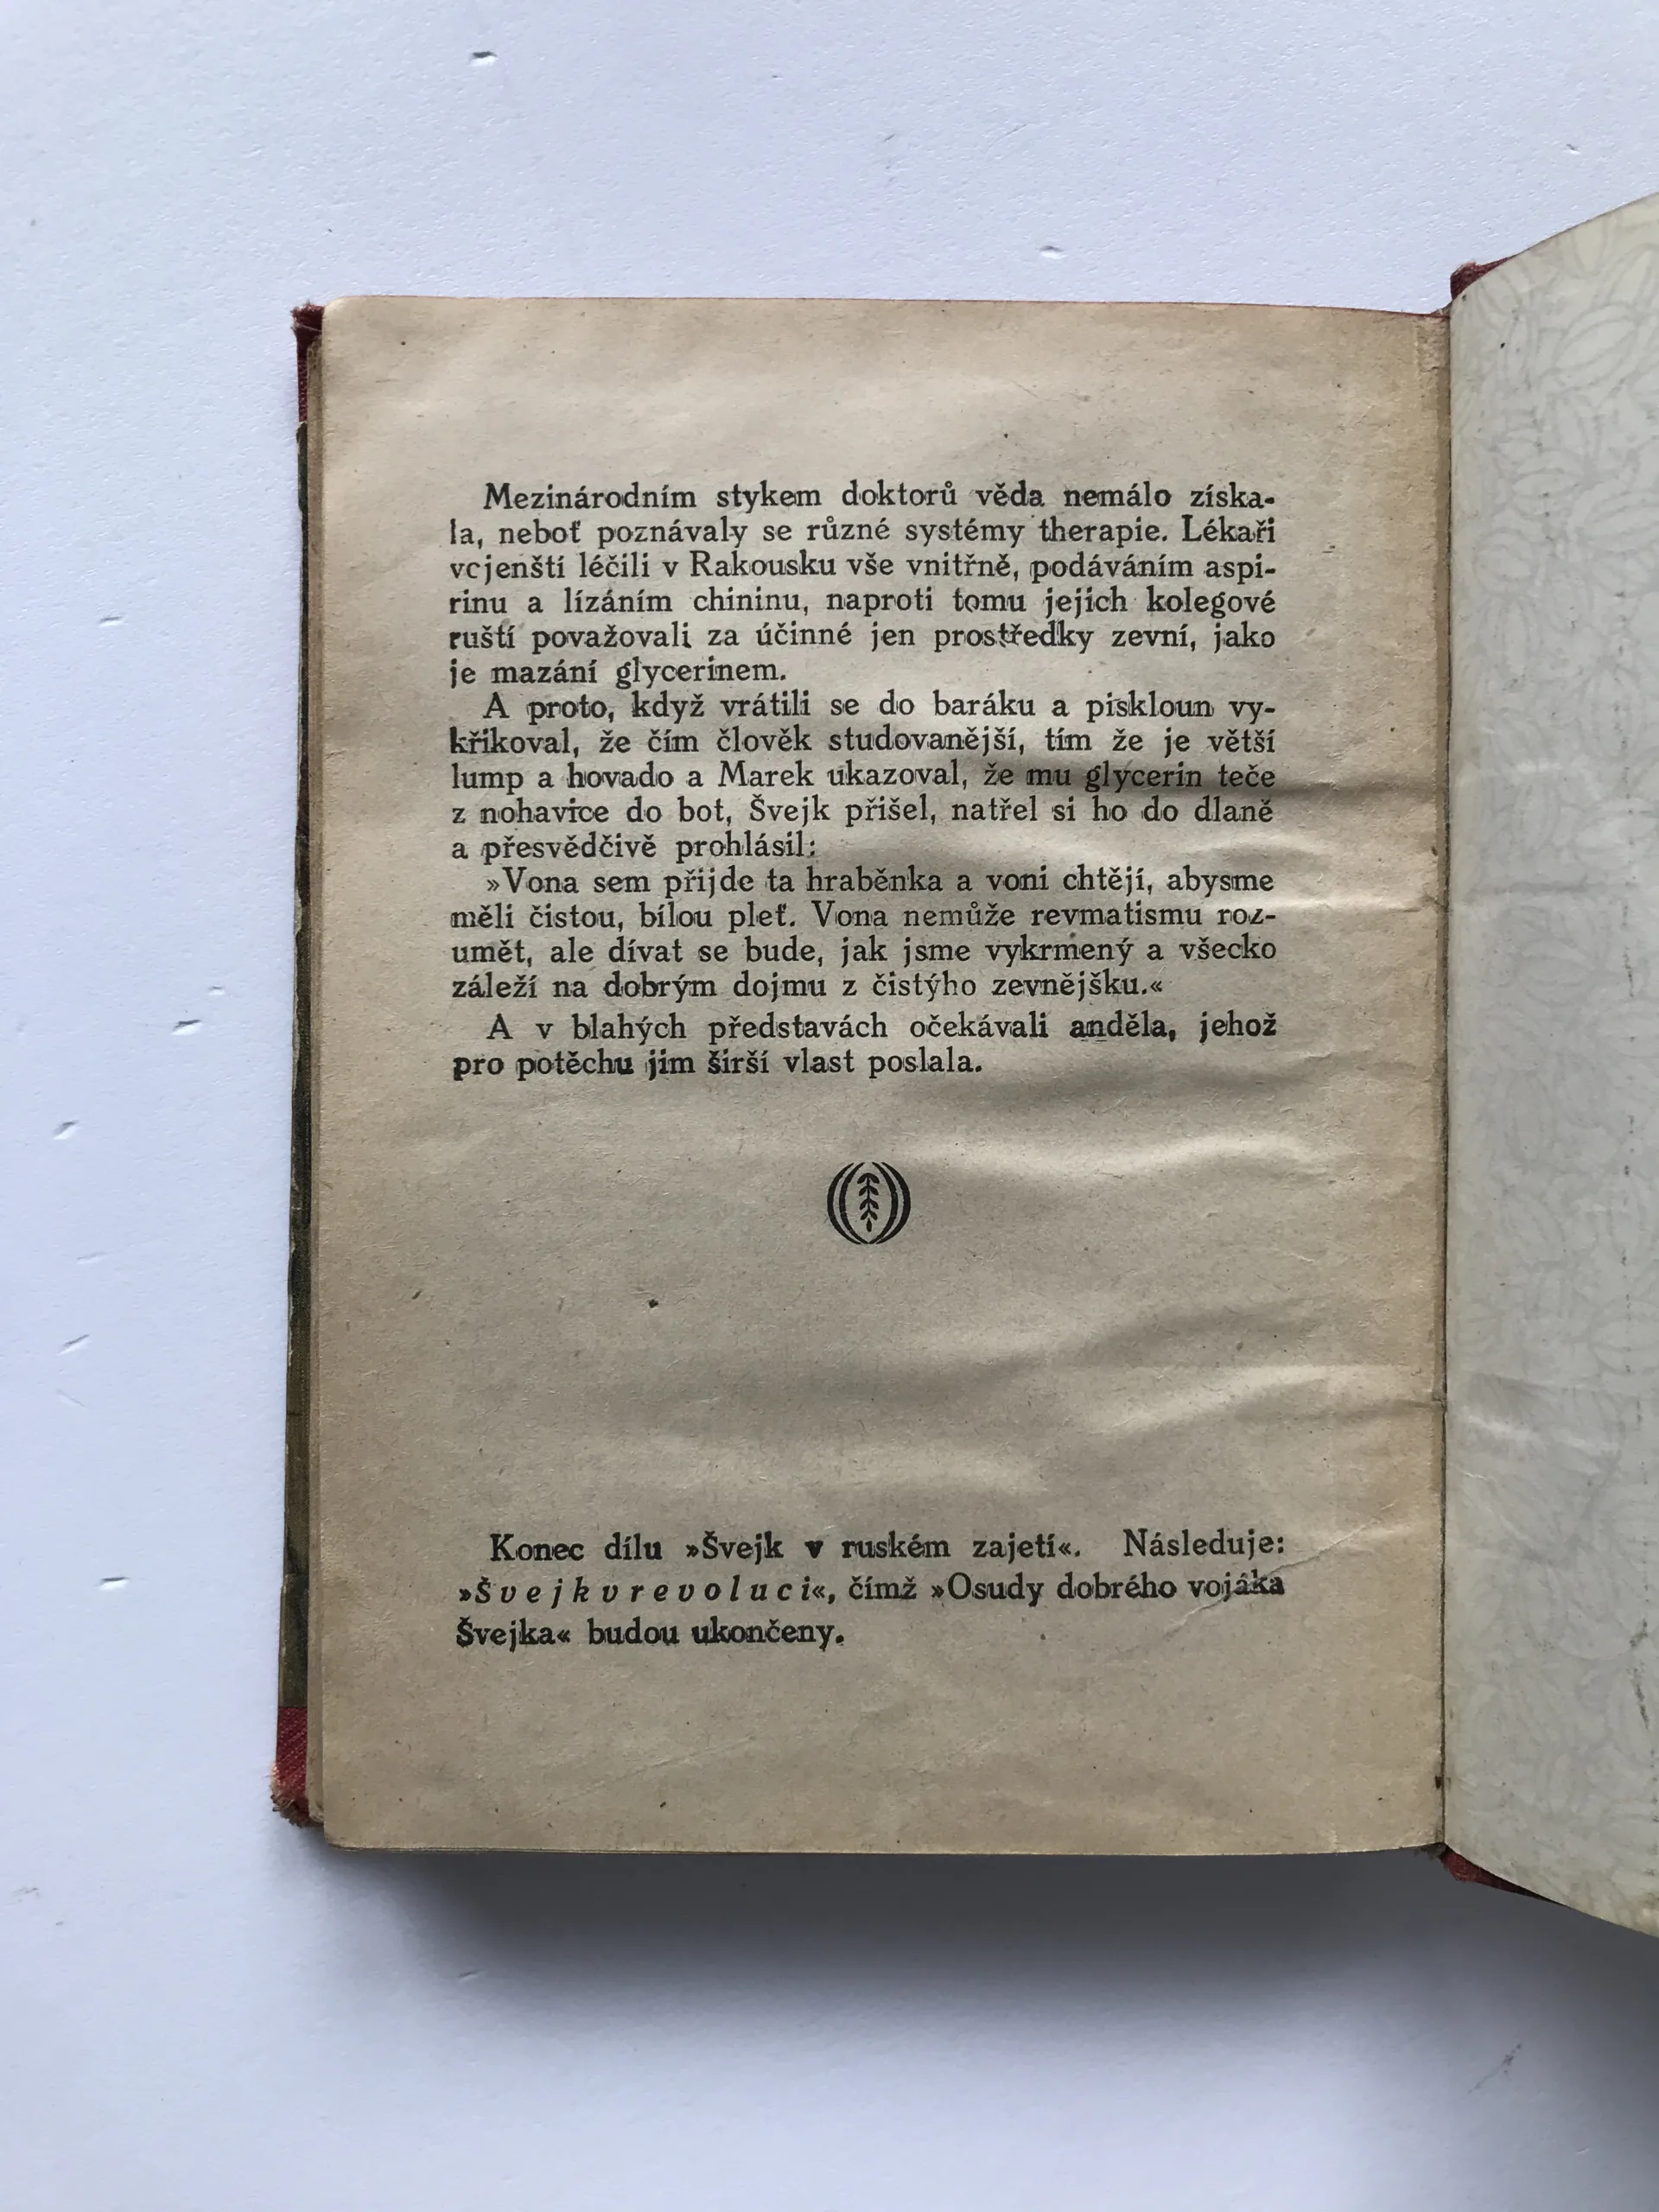 Mezinárodním stykem doktorů věda nemálo získa-
la, neboť poznávaly se různé systémy therapie. Lékaři
vcjenští léčili v Rakousku vše vnitřně, podáváním aspi-
rinu a lízáním chininu, naproti tomu jejich kolegové
ruští považovali za účinné jen prostředky zevní, jako
je mazání glycerinem.
A proto, když vrátili se do baráku a piskloun vy-
křikoval, že čím člověk studovanější, tím že je větší
lump a hovado a Marek ukazoval, že mu glycerin teče
z nohavice do bot, Švejk přišel, natřel si ho do dlaně
a přesvědčivě prohlásil:
»Vona sem přijde ta hraběnka a voni chtějí, abysme
měli čistou, bílou pleť. Vona nemůže revmatismu roz-
umět, ale dívat se bude, jak jsme vykrmený a všecko
záleží na dobrým dojmu z čistýho zevnějšku.«
A v blahých představách očekávali anděla, jehož
pro potěchu jim širší vlast poslala.
Konec dílu »Švejk v ruském zajetí«. Následuje:
»Švejk v revoluci«, čímž »Osudy dobrého vojáka
Švejka« budou ukončeny.